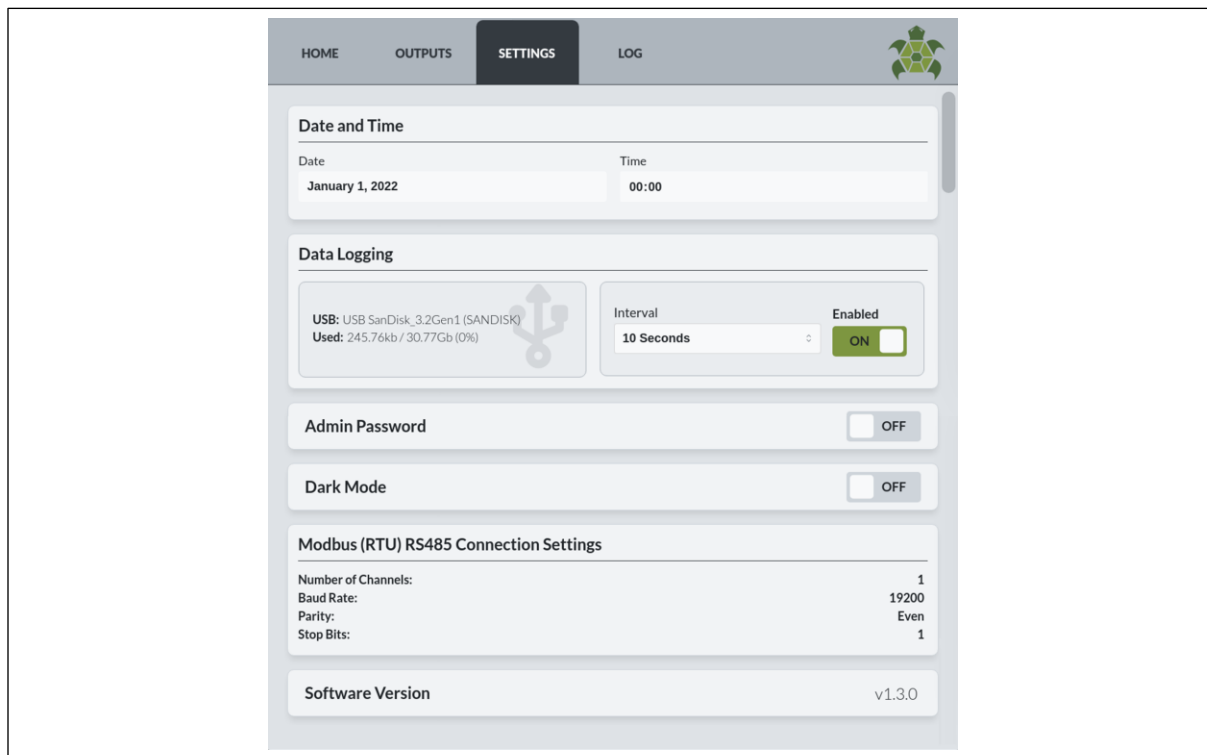 HOME OUTPUTS SETTINGS LOG
Date and Time
Date Time
January 1, 2022 00:00
Data Logging
USB: USB SanDisk_3.2Gen1 (SANDISK)
Used: 245.76kb / 30.77Gb (0%)
Interval Enabled
10 Seconds ON
Admin Password OFF
Dark Mode OFF
Modbus (RTU) RS485 Connection Settings
Number of Channels: 1
Baud Rate: 19200
Parity: Even
Stop Bits: 1
Software Version v1.3.0